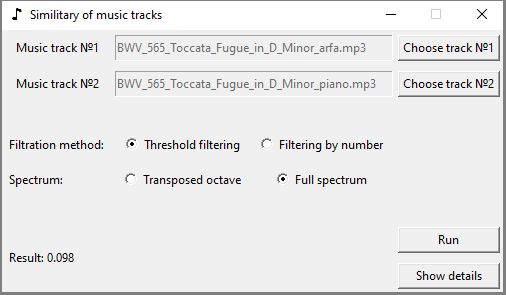 Similitary of music tracks
Music track №1 BWV_565_Toccata_Fugue_in_D_Minor_arfa.mp3 Choose track №1
Music track №2 BWV_565_Toccata_Fugue_in_D_Minor_piano.mp3 Choose track №2
Filtration method: Threshold filtering Filtering by number
Spectrum: Transposed octave Full spectrum
Run
Result: 0.098
Show details